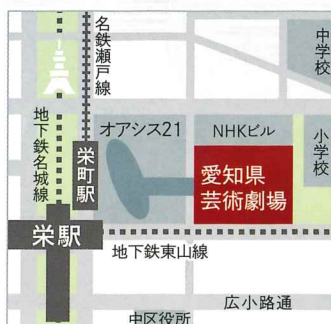 名鉄瀬戸線
中学校
地下鉄名城線
オアシス21
NHKビル
小学校
栄町駅
愛知県
芸術劇場
栄駅
地下鉄東山線
広小路通
中区役所